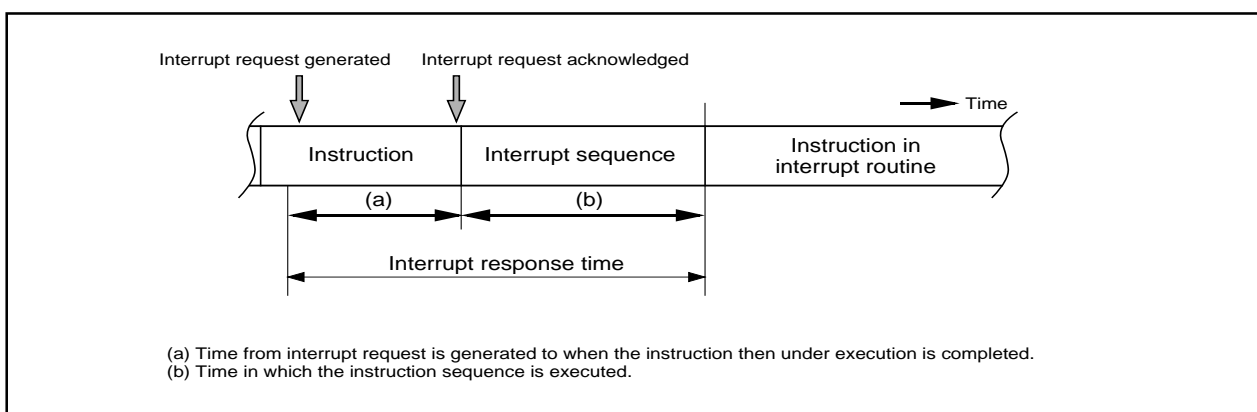 Interrupt request generated
Interrupt request acknowledged
Time
Instruction
Interrupt sequence
Instruction in
interrupt routine
(a)
(b)
Interrupt response time
(a) Time from interrupt request is generated to when the instruction then under execution is completed.
(b) Time in which the instruction sequence is executed.